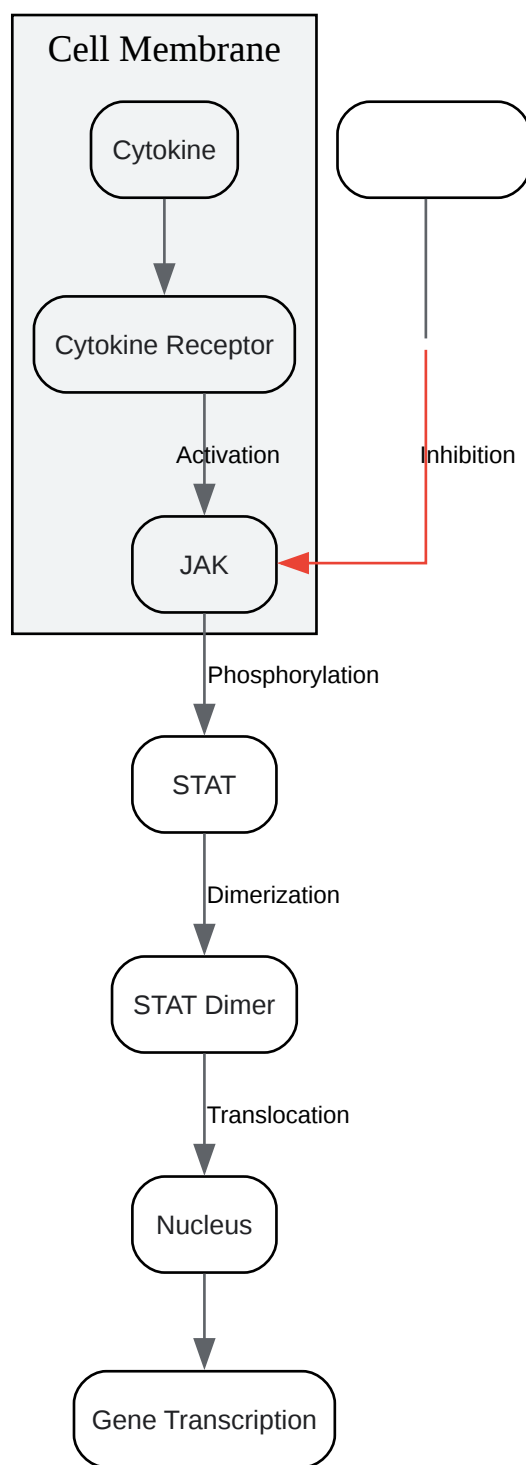 Cell Membrane
Cytokine
Cytokine Receptor
Activation
Inhibition
JAK
Phosphorylation
STAT
Dimerization
STAT Dimer
Translocation
Nucleus
Gene Transcription